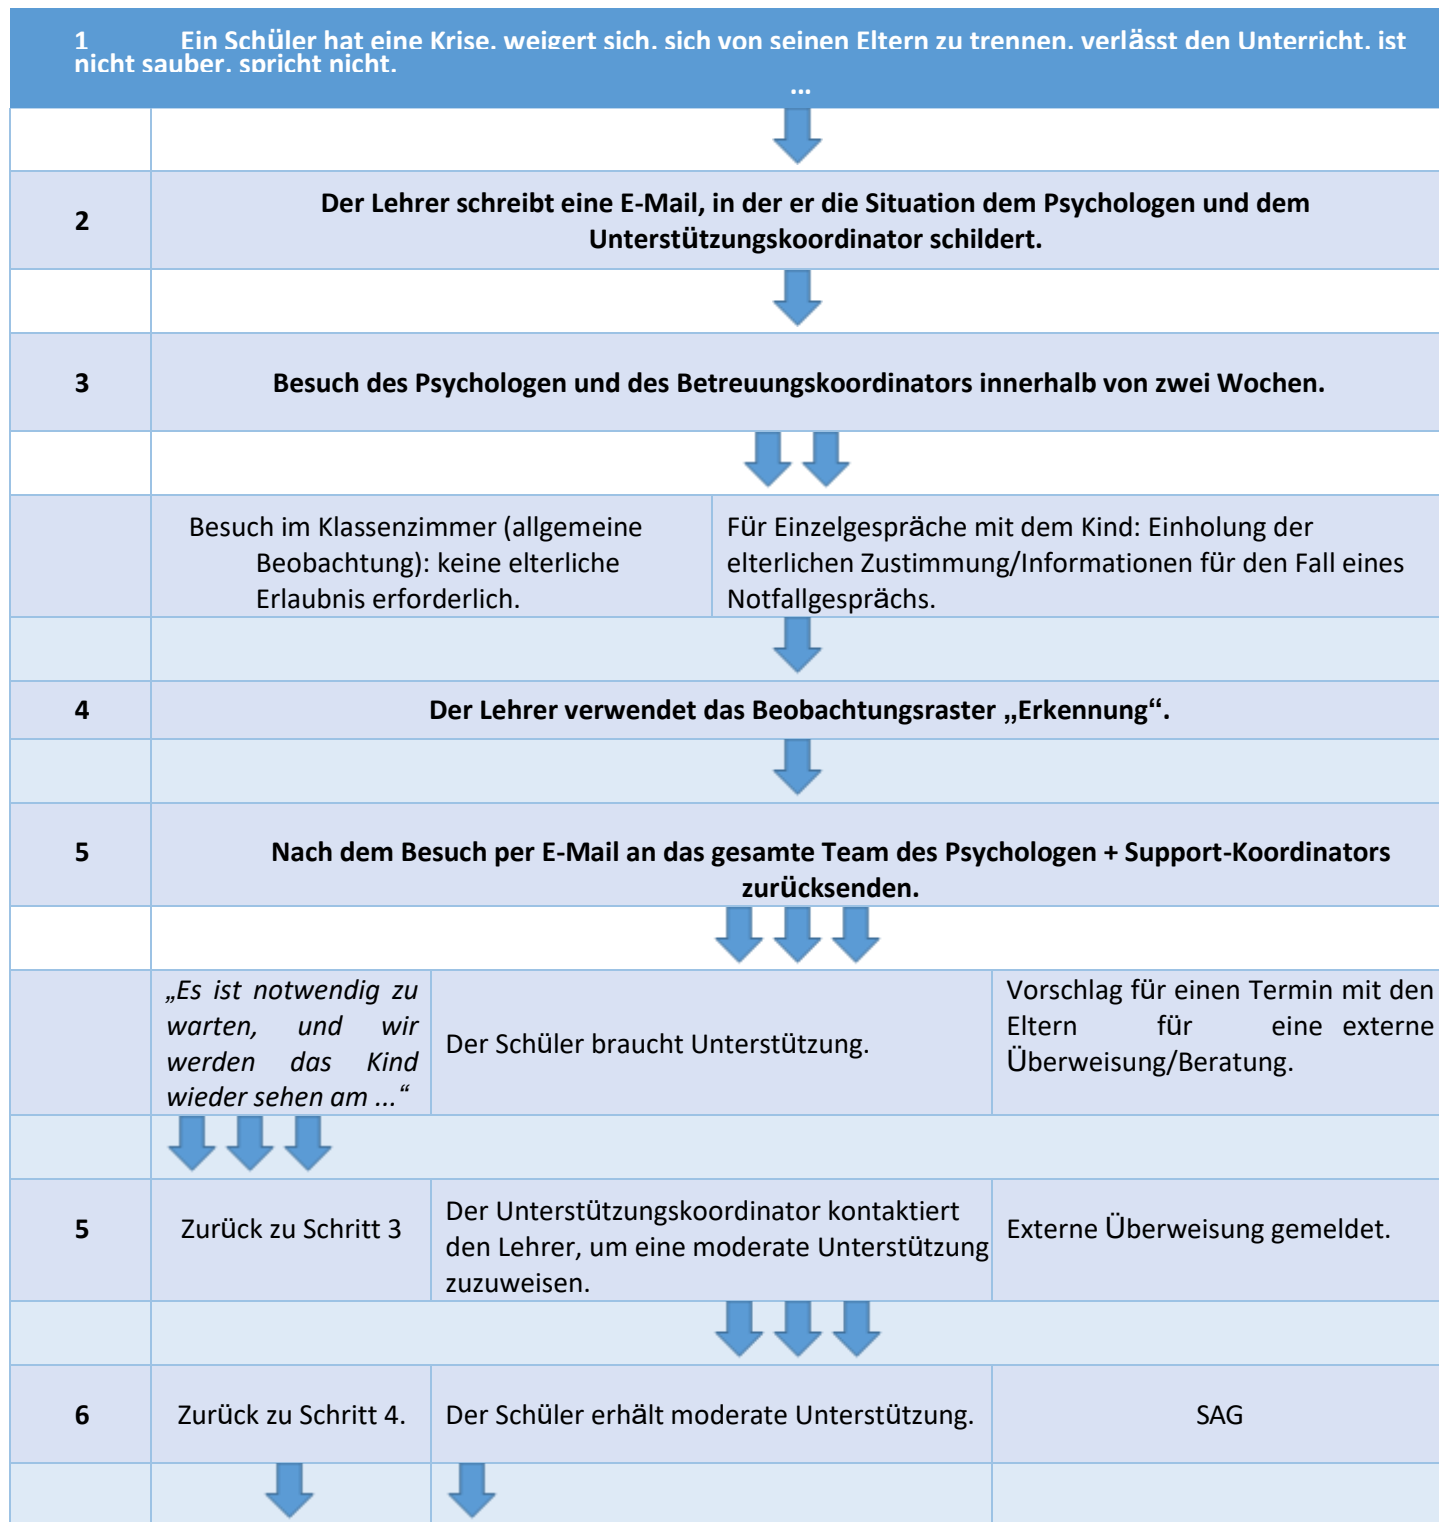 1 Ein Schüler hat eine Krise, weigert sich, sich von seinen Eltern zu trennen, verlässt den Unterricht, ist
nicht sauber, spricht nicht.
...
2
Der Lehrer schreibt eine E-Mail, in der er die Situation dem Psychologen und dem
Unterstützungskoordinator schildert.
3
Besuch des Psychologen und des Betreuungskoordinators innerhalb von zwei Wochen.
Besuch im Klassenzimmer (allgemeine
Beobachtung): keine elterliche
Erlaubnis erforderlich.
Für Einzelgespräche mit dem Kind: Einholung der
elterlichen Zustimmung/Informationen für den Fall eines
Notfallgesprächs.
4
Der Lehrer verwendet das Beobachtungsraster „Erkennung“.
5
Nach dem Besuch per E-Mail an das gesamte Team des Psychologen + Support-Koordinators
zurücksenden.
„Es ist notwendig zu
warten, und wir
werden das Kind
wieder sehen am ...“
Der Schüler braucht Unterstützung.
Vorschlag für einen Termin mit den
Eltern für eine externe
Überweisung/Beratung.
5
Zurück zu Schritt 3
Der Unterstützungskoordinator kontaktiert
den Lehrer, um eine moderate Unterstützung
zuzuweisen.
Externe Überweisung gemeldet.
6
Zurück zu Schritt 4.
Der Schüler erhält moderate Unterstützung.
SAG